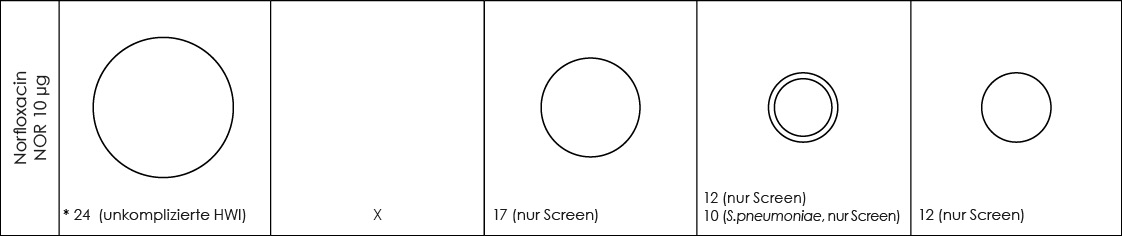 Norfloxacin
NOR 10 µg
* 24 (unkomplizierte HWI)
X
17 (nur Screen)
12 (nur Screen)
10 (S.pneumoniae, nur Screen)
12 (nur Screen)